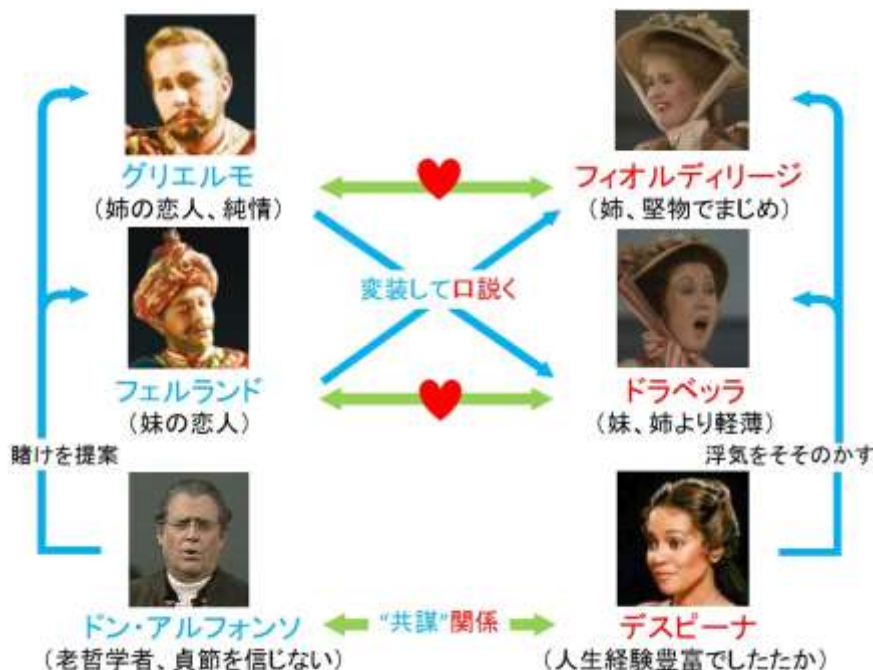 グリエルモ
（姉の恋人、純情）
フィオルディリージ
（姉、堅物でまじめ）
変装して口説く
フェルランド
（妹の恋人）
ドラベッラ
（妹、姉より軽薄）
賭けを提案
浮気をそそのかす
ドン・アルフォンソ
（老哲学者、貞節を信じない）
“共謀”関係
デスピーナ
（人生経験豊富でしたたか）